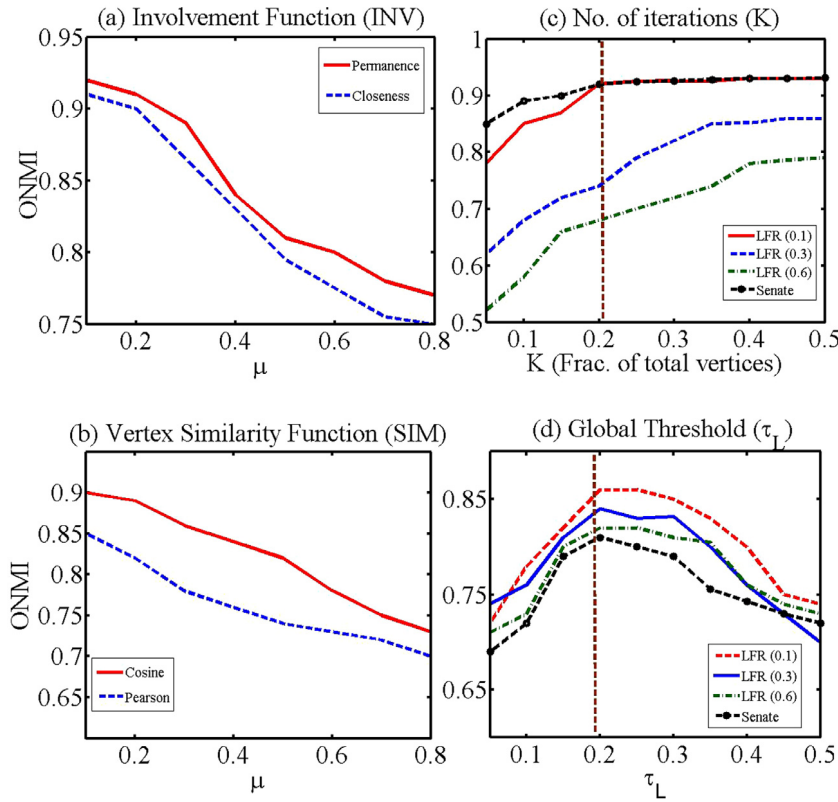 (a) Involvement Function (INV)
0.95
0.9
0.85
0.8
0.75
ONMI
Permanence
Closeness
0.2 0.4 0.6 0.8
μ
(c) No. of iterations (K)
1
0.9
0.8
0.7
0.6
0.5
LFR (0.1)
LFR (0.3)
LFR (0.6)
Senate
0.1 0.2 0.3 0.4 0.5
K (Frac. of total vertices)
(b) Vertex Similarity Function (SIM)
0.9
0.85
0.8
0.75
0.7
0.65
ONMI
Cosine
Pearson
0.2 0.4 0.6 0.8
μ
(d) Global Threshold (τL)
0.85
0.75
0.65
LFR (0.1)
LFR (0.3)
LFR (0.6)
Senate
0.1 0.2 0.3 0.4 0.5
τL